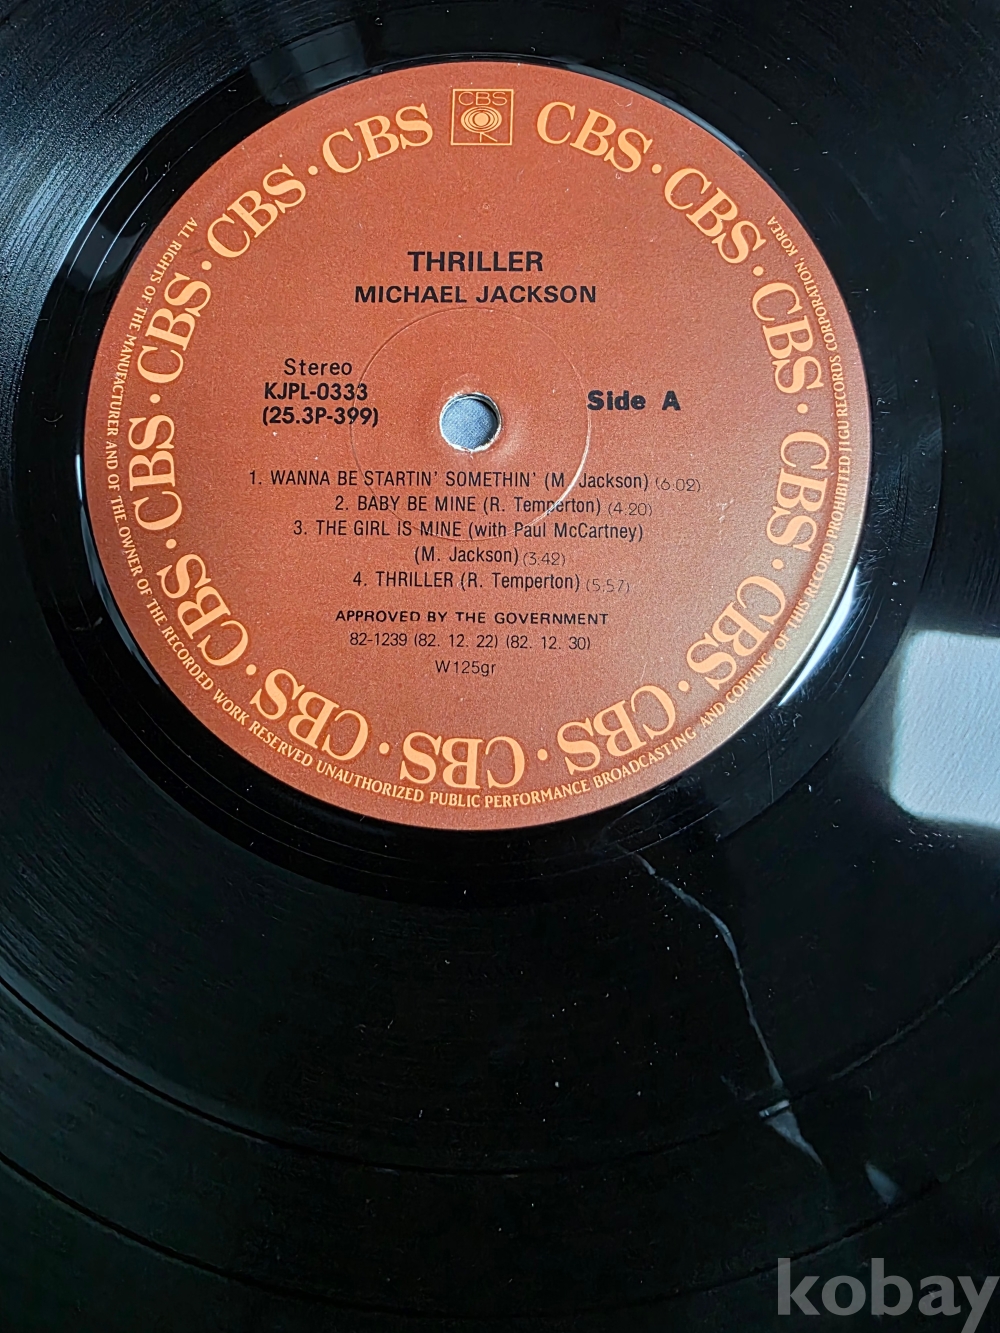 CBS
CBS · CBS · CBS · CBS · CBS · CBS · CBS · CBS · CBS · CBS · CBS · CBS · CBS
THRILLER
MICHAEL JACKSON
Stereo
KJPL-0333
(25.3P-399)
Side A
1. WANNA BE STARTIN' SOMETHIN' (M. Jackson) (6:02)
2. BABY BE MINE (R. Temperton) (4.20)
3. THE GIRL IS MINE (with Paul McCartney)
(M. Jackson) (3:42)
4. THRILLER (R. Temperton) (5,57)
APPROVED BY THE GOVERNMENT
82-1239 (82. 12. 22) (82. 12. 30)
W125gr
ALL RIGHTS OF THE MANUFACTURER AND OF THE OWNER OF THE RECORDED WORK RESERVED UNAUTHORIZED PUBLIC PERFORMANCE BROADCASTING AND COPYING OF THIS RECORD PROHIBITED JIGU RECORDS CORPORATION, KOREA
kobay